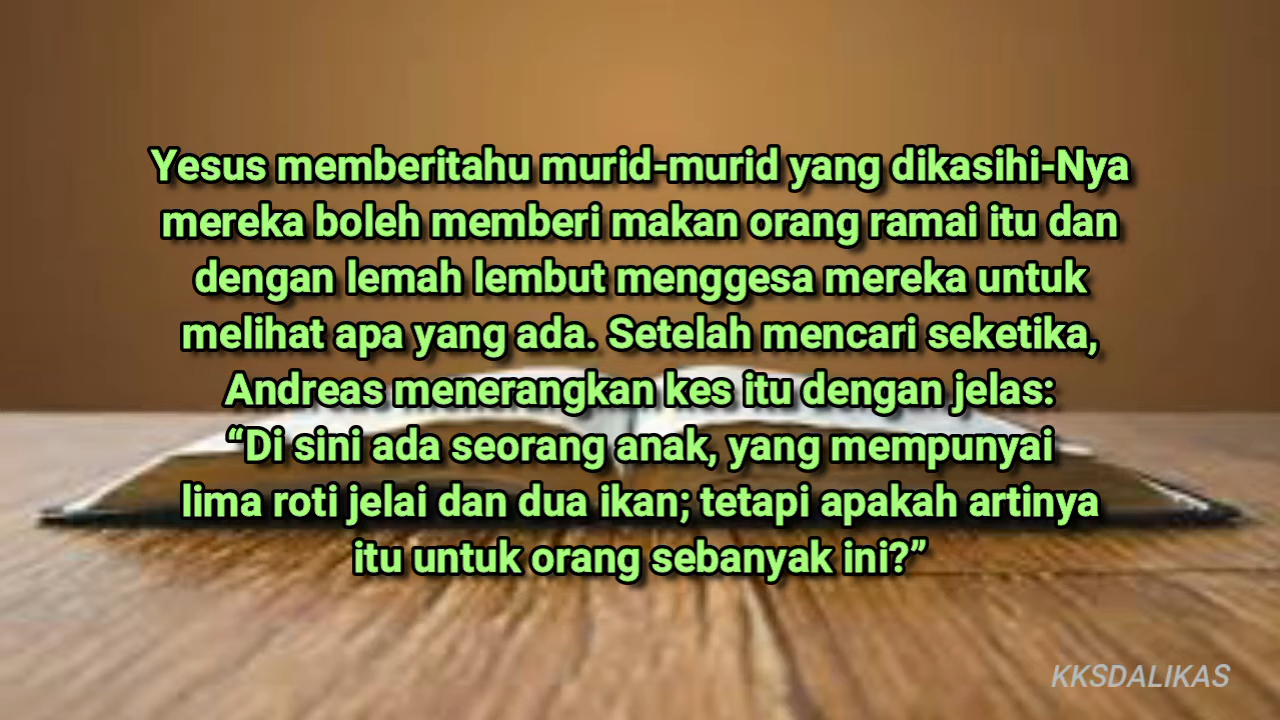 Yesus memberitahu murid-murid yang dikasihi-Nya
mereka boleh memberi makan orang ramai itu dan
dengan lemah lembut menggesa mereka untuk
melihat apa yang ada. Setelah mencari seketika,
Andreas menerangkan kes itu dengan jelas:
“Di sini ada seorang anak, yang mempunyai
lima roti jelai dan dua ikan; tetapi apakah artinya
itu untuk orang sebanyak ini?”
KKSDALIKAS